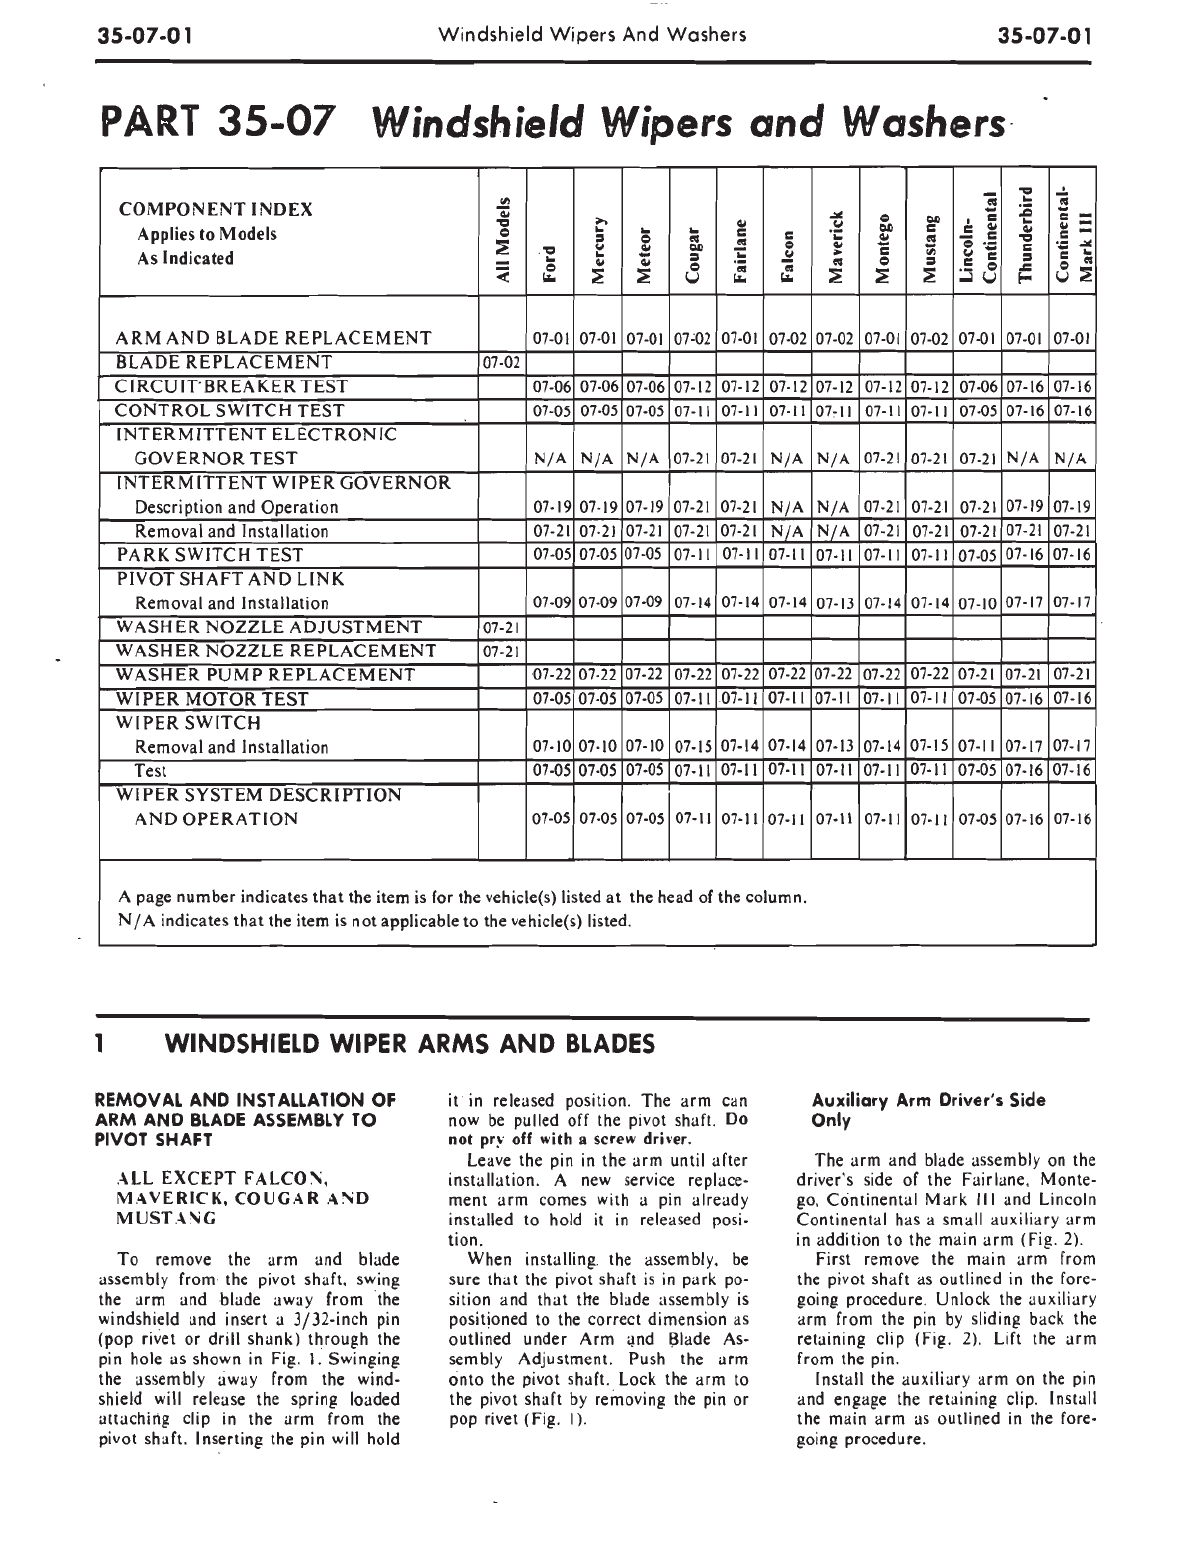 35-07-01 Windshield Wipers And Washers 35-07-01
PART 35-07 Windshield Wipers and Washers
COMPONENT INDEX
Applies to Models
As Indicated
All Models
Ford
Mercury
Meteor
Cougar
Fairlane
Falcon
Maverick
Montego
Mustang
Lincoln-
Continental
Thunderbird
Continental-
Mark III
ARM AND BLADE REPLACEMENT 07-01 07-01 07-01 07-02 07-01 07-02 07-02 07-01 07-02 07-01 07-01 07-01
BLADE REPLACEMENT 07-02
CIRCUIT BREAKER TEST 07-06 07-06 07-06 07-12 07-12 07-12 07-12 07-12 07-12 07-06 07-16 07-16
CONTROL SWITCH TEST 07-05 07-05 07-05 07-11 07-11 07-11 07-11 07-11 07-11 07-05 07-16 07-16
INTERMITTENT ELECTRONIC
GOVERNOR TEST N/A N/A N/A 07-21 07-21 N/A N/A 07-21 07-21 07-21 N/A N/A
INTERMITTENT WIPER GOVERNOR
Description and Operation 07-19 07-19 07-19 07-21 07-21 N/A N/A 07-21 07-21 07-21 07-19 07-19
Removal and Installation 07-21 07-21 07-21 07-21 07-21 N/A N/A 07-21 07-21 07-21 07-21 07-21
PARK SWITCH TEST 07-05 07-05 07-05 07-11 07-11 07-11 07-11 07-11 07-11 07-05 07-16 07-16
PIVOT SHAFT AND LINK
Removal and Installation 07-09 07-09 07-09 07-14 07-14 07-14 07-13 07-14 07-14 07-10 07-17 07-17
WASHER NOZZLE ADJUSTMENT 07-21
WASHER NOZZLE REPLACEMENT 07-21
WASHER PUMP REPLACEMENT 07-22 07-22 07-22 07-22 07-22 07-22 07-22 07-22 07-22 07-21 07-21 07-21
WIPER MOTOR TEST 07-05 07-05 07-05 07-11 07-11 07-11 07-11 07-11 07-11 07-05 07-16 07-16
WIPER SWITCH
Removal and Installation 07-10 07-10 07-10 07-15 07-14 07-14 07-13 07-14 07-15 07-11 07-17 07-17
Test 07-05 07-05 07-05 07-11 07-11 07-11 07-11 07-11 07-11 07-05 07-16 07-16
WIPER SYSTEM DESCRIPTION
AND OPERATION 07-05 07-05 07-05 07-11 07-11 07-11 07-11 07-11 07-11 07-05 07-16 07-16
A page number indicates that the item is for the vehicle(s) listed at the head of the column.
N/A indicates that the item is not applicable to the vehicle(s) listed.
1 WINDSHIELD WIPER ARMS AND BLADES
REMOVAL AND INSTALLATION OF
ARM AND BLADE ASSEMBLY TO
PIVOT SHAFT
ALL EXCEPT FALCON,
MAVERICK, COUGAR AND
MUSTANG
To remove the arm and blade
assembly from the pivot shaft, swing
the arm and blade away from the
windshield and insert a 3/32-inch pin
(pop rivet or drill shank) through the
pin hole as shown in Fig. 1. Swinging
the assembly away from the wind-
shield will release the spring loaded
attaching clip in the arm from the
pivot shaft. Inserting the pin will hold
it in released position. The arm can
now be pulled off the pivot shaft. Do
not pry off with a screw driver.
Leave the pin in the arm until after
installation. A new service replace-
ment arm comes with a pin already
installed to hold it in released posi-
tion.
When installing the assembly, be
sure that the pivot shaft is in park po-
sition and that the blade assembly is
positioned to the correct dimension as
outlined under Arm and Blade As-
sembly Adjustment. Push the arm
onto the pivot shaft. Lock the arm to
the pivot shaft by removing the pin or
pop rivet (Fig. 1).
Auxiliary Arm Driver's Side
Only
The arm and blade assembly on the
driver's side of the Fairlane, Monte-
go, Continental Mark III and Lincoln
Continental has a small auxiliary arm
in addition to the main arm (Fig. 2).
First remove the main arm from
the pivot shaft as outlined in the fore-
going procedure. Unlock the auxiliary
arm from the pin by sliding back the
retaining clip (Fig. 2). Lift the arm
from the pin.
Install the auxiliary arm on the pin
and engage the retaining clip. Install
the main arm as outlined in the fore-
going procedure.